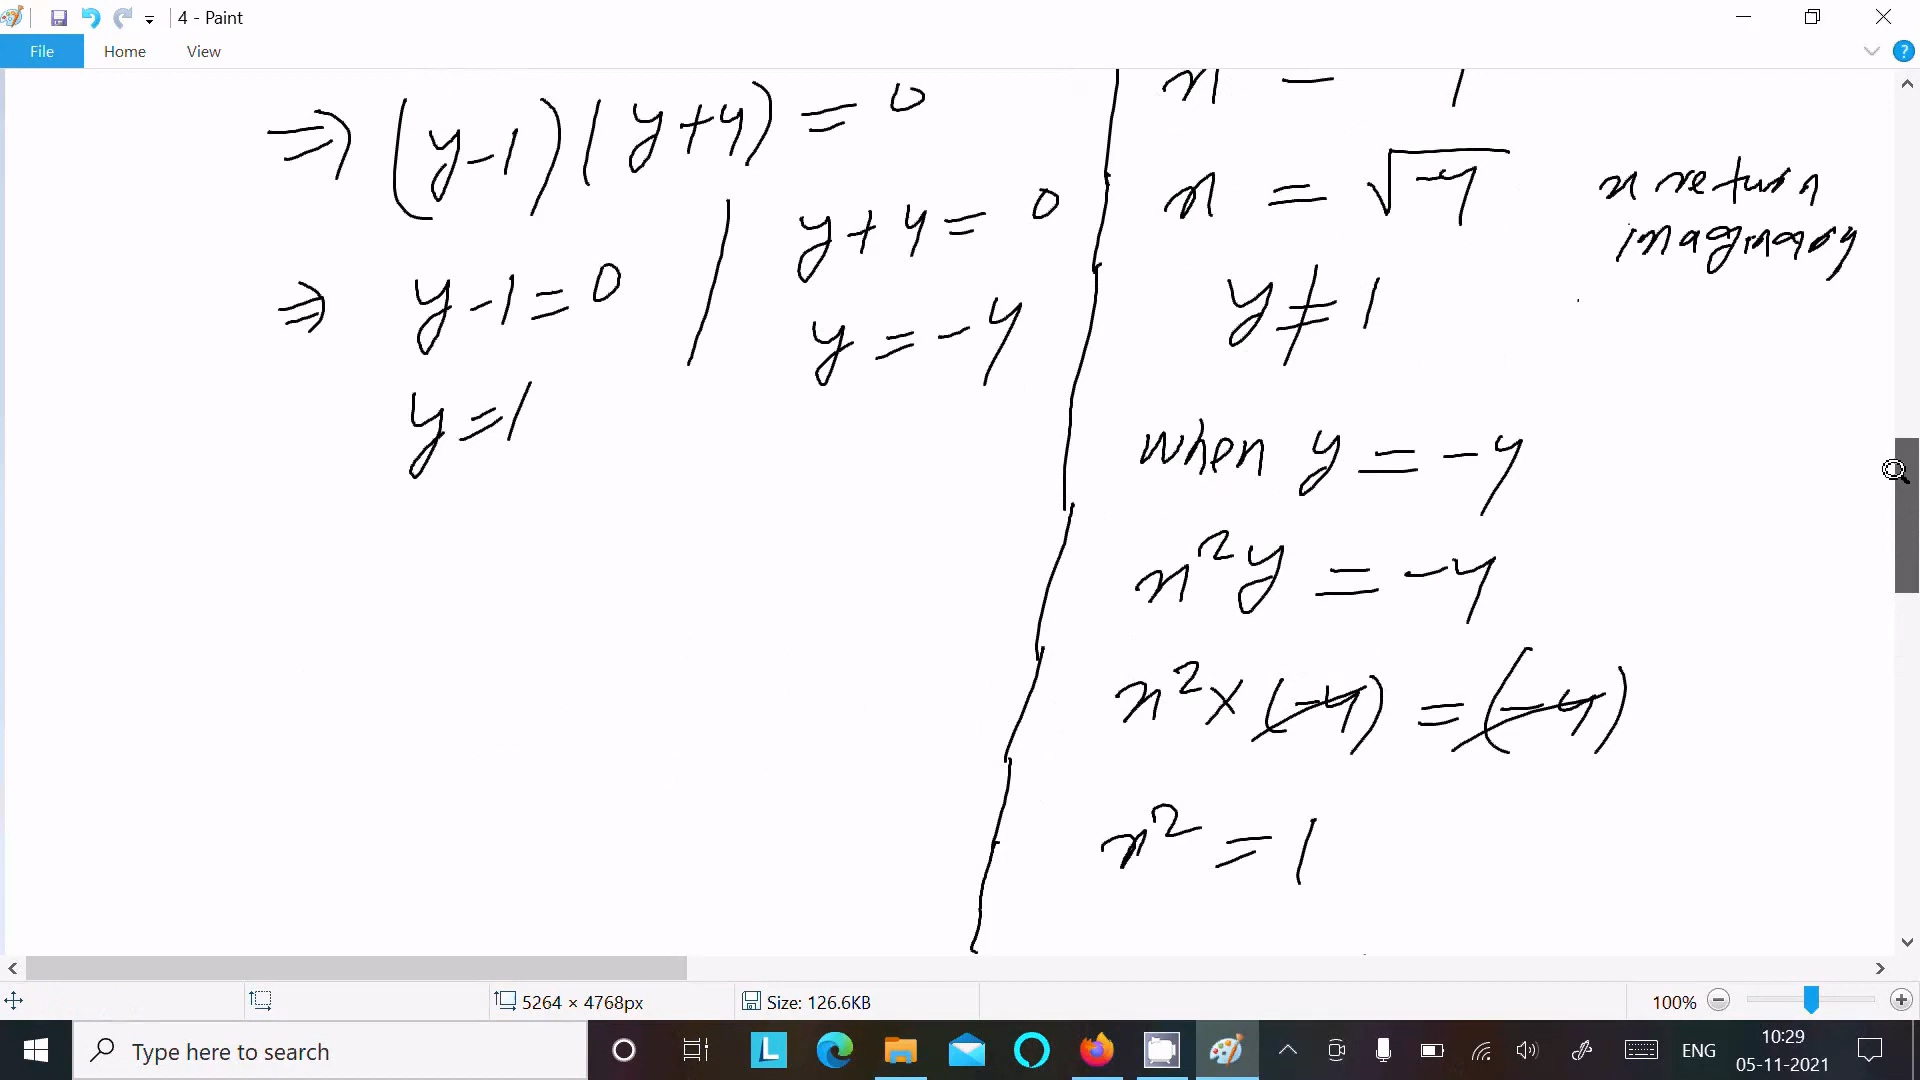 4 - Paint
File Home View
⇒ (y-1)(y+4) = 0
⇒ y-1=0 | y+4=0
y=1
y=-4
x = √-4
x return
imaginary
y≠1
when y=-4
x²y=-4
x²×(-4)=(-4)
x²=1
5264 × 4768px
Size: 126.6KB
100%
Type here to search
ENG
10:29
05-11-2021